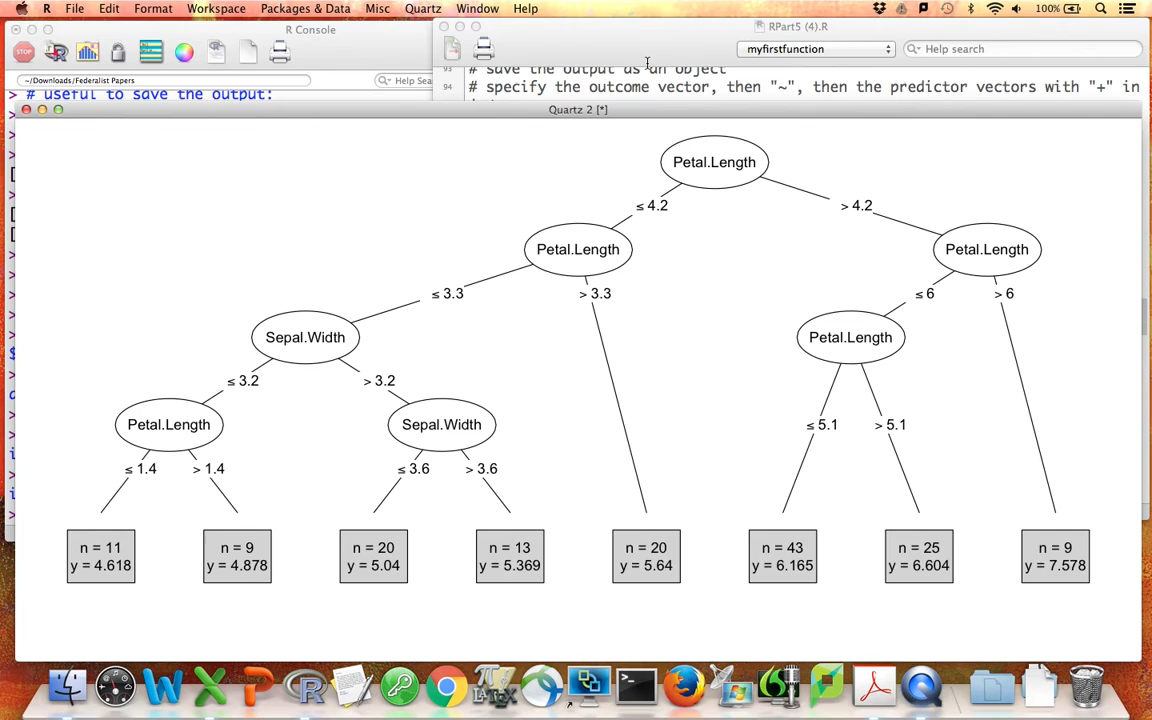 R File Edit Format Workspace Packages & Data Misc Quartz Window Help 100%
R Console
RPartS (4).R
myfirstfunction
Help search
~/Downloads/Federalist Papers
Help Sea
> # useful to save the output:
93 # save the output as an object
94 # specify the outcome vector, then "~", then the predictor vectors with "+" in
Quartz 2 [*]
Petal.Length
≤ 4.2
> 4.2
Petal.Length
Petal.Length
≤ 3.3
> 3.3
≤ 6
> 6
Sepal.Width
Petal.Length
≤ 3.2
> 3.2
Petal.Length
Sepal.Width
≤ 5.1
> 5.1
≤ 1.4
> 1.4
≤ 3.6
> 3.6
n = 11
y = 4.618
n = 9
y = 4.878
n = 20
y = 5.04
n = 13
y = 5.369
n = 20
y = 5.64
n = 43
y = 6.165
n = 25
y = 6.604
n = 9
y = 7.578